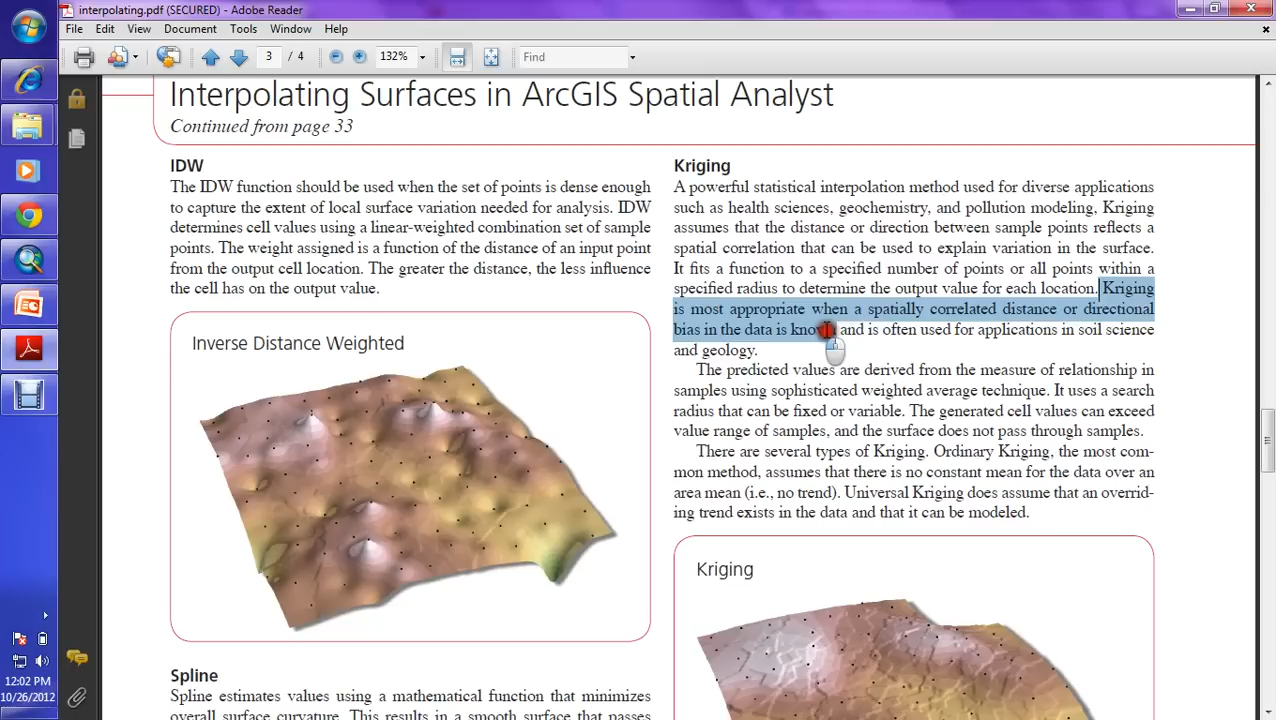 interpolating.pdf (SECURED) - Adobe Reader
File Edit View Document Tools Window Help
3 / 4 132% Find
Interpolating Surfaces in ArcGIS Spatial Analyst
Continued from page 33
IDW
The IDW function should be used when the set of points is dense enough
to capture the extent of local surface variation needed for analysis. IDW
determines cell values using a linear-weighted combination set of sample
points. The weight assigned is a function of the distance of an input point
from the output cell location. The greater the distance, the less influence
the cell has on the output value.
Inverse Distance Weighted
Spline
Spline estimates values using a mathematical function that minimizes
overall surface curvature. This results in a smooth surface that passes
Kriging
A powerful statistical interpolation method used for diverse applications
such as health sciences, geochemistry, and pollution modeling, Kriging
assumes that the distance or direction between sample points reflects a
spatial correlation that can be used to explain variation in the surface.
It fits a function to a specified number of points or all points within a
specified radius to determine the output value for each location. Kriging
is most appropriate when a spatially correlated distance or directional
bias in the data is known and is often used for applications in soil science
and geology.
The predicted values are derived from the measure of relationship in
samples using sophisticated weighted average technique. It uses a search
radius that can be fixed or variable. The generated cell values can exceed
value range of samples, and the surface does not pass through samples.
There are several types of Kriging. Ordinary Kriging, the most com-
mon method, assumes that there is no constant mean for the data over an
area mean (i.e., no trend). Universal Kriging does assume that an overrid-
ing trend exists in the data and that it can be modeled.
Kriging
12:02 PM
10/26/2012